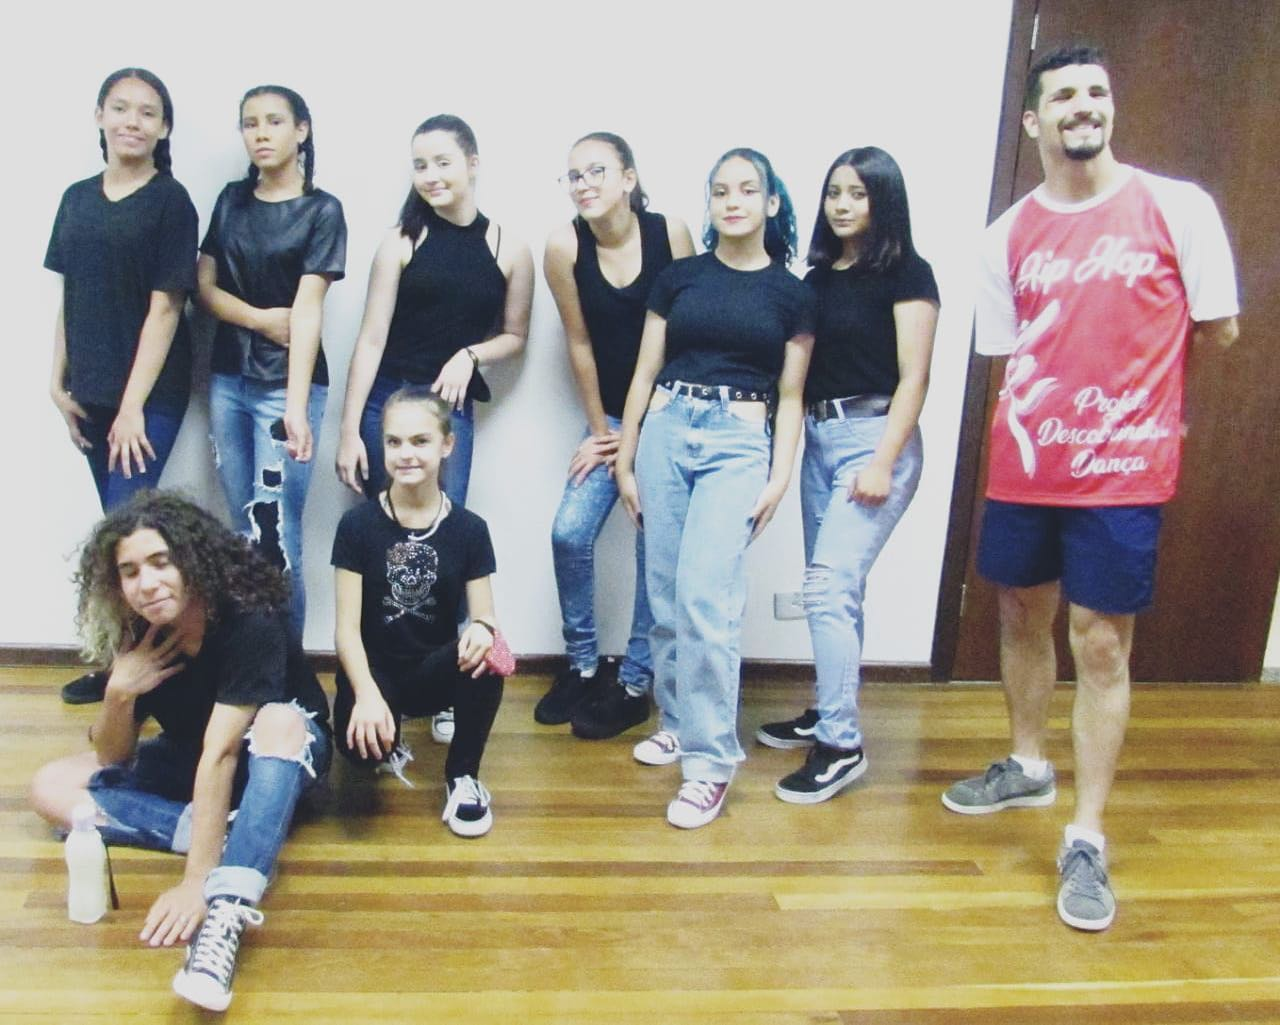 Hip Hop
Projeto
Descobrindo a
Dança